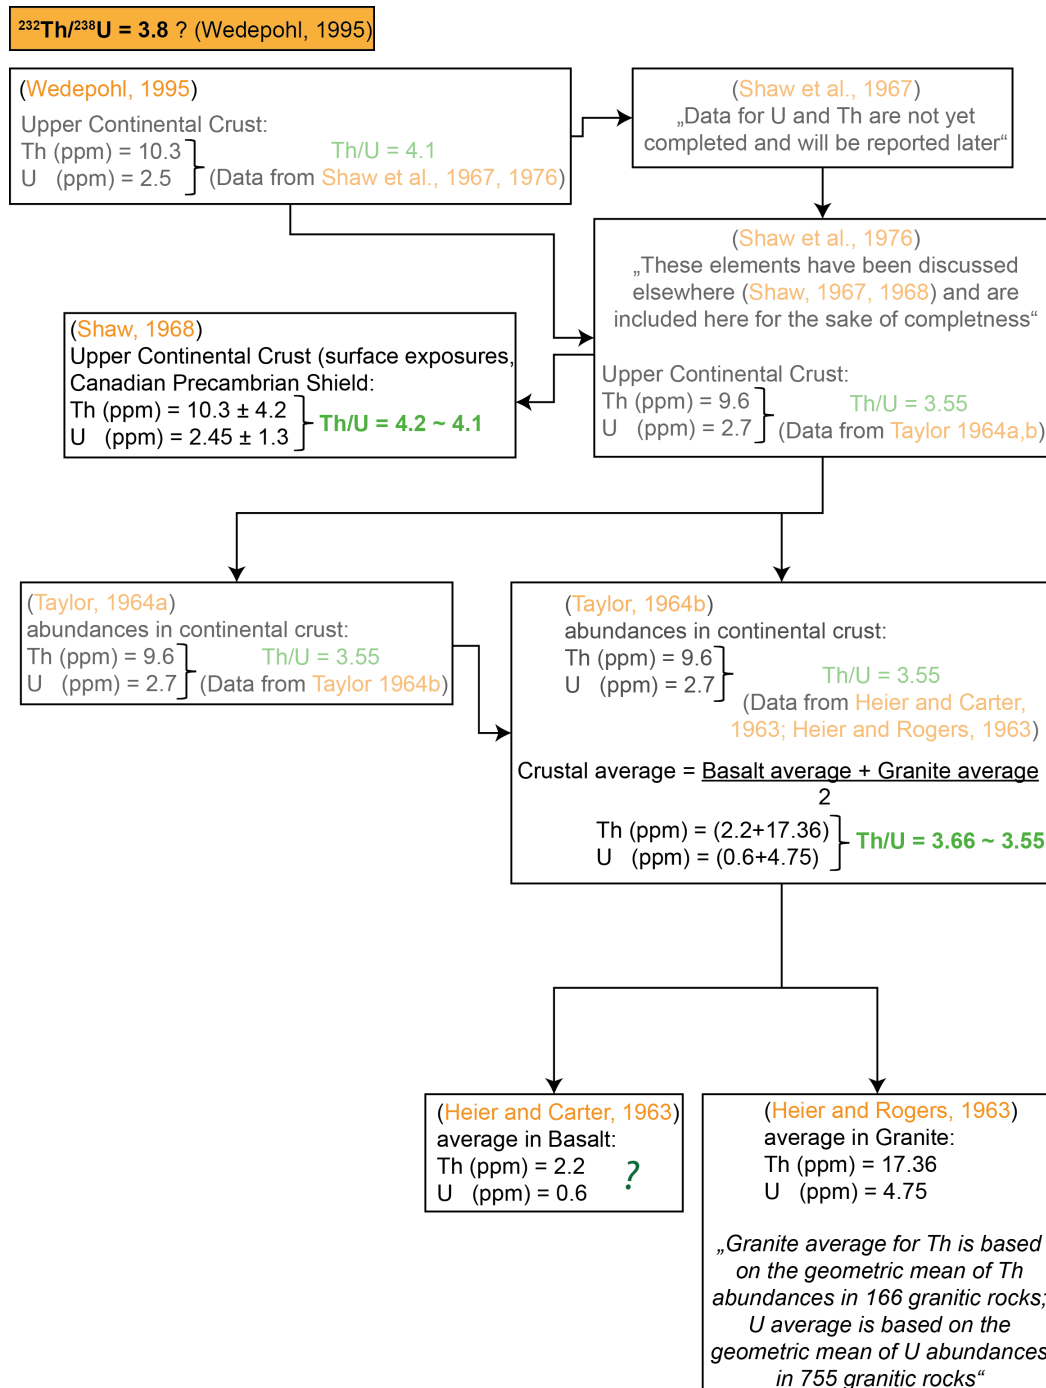 ²³²Th/²³⁸U = 3.8 ? (Wedepohl, 1995)
(Wedepohl, 1995)
Upper Continental Crust:
Th (ppm) = 10.3
U (ppm) = 2.5
Th/U = 4.1
(Data from Shaw et al., 1967, 1976)
(Shaw et al., 1967)
„Data for U and Th are not yet
completed and will be reported later“
(Shaw et al., 1976)
„These elements have been discussed
elsewhere (Shaw, 1967, 1968) and are
included here for the sake of completness“
Upper Continental Crust:
Th (ppm) = 9.6
U (ppm) = 2.7
Th/U = 3.55
(Data from Taylor 1964a,b)
(Shaw, 1968)
Upper Continental Crust (surface exposures,
Canadian Precambrian Shield:
Th (ppm) = 10.3 ± 4.2
U (ppm) = 2.45 ± 1.3
Th/U = 4.2 ~ 4.1
(Taylor, 1964a)
abundances in continental crust:
Th (ppm) = 9.6
U (ppm) = 2.7
Th/U = 3.55
(Data from Taylor 1964b)
(Taylor, 1964b)
abundances in continental crust:
Th (ppm) = 9.6
U (ppm) = 2.7
Th/U = 3.55
(Data from Heier and Carter,
1963; Heier and Rogers, 1963)
Crustal average = Basalt average + Granite average
2
Th (ppm) = (2.2+17.36)
U (ppm) = (0.6+4.75)
Th/U = 3.66 ~ 3.55
(Heier and Carter, 1963)
average in Basalt:
Th (ppm) = 2.2
U (ppm) = 0.6
?
(Heier and Rogers, 1963)
average in Granite:
Th (ppm) = 17.36
U (ppm) = 4.75
„Granite average for Th is based
on the geometric mean of Th
abundances in 166 granitic rocks;
U average is based on the
geometric mean of U abundances
in 755 granitic rocks“